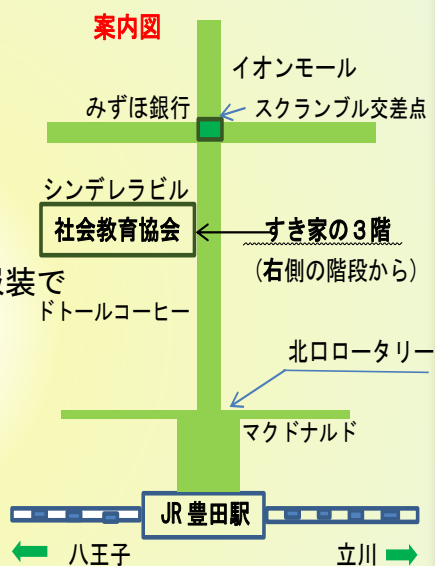 案内図
イオンモール
みずほ銀行
スクランブル交差点
シンデレラビル
社会教育協会
すき家の３階
(右側の階段から)
服装で
ドトールコーヒー
北口ロータリー
マクドナルド
JR 豊田駅
八王子
立川